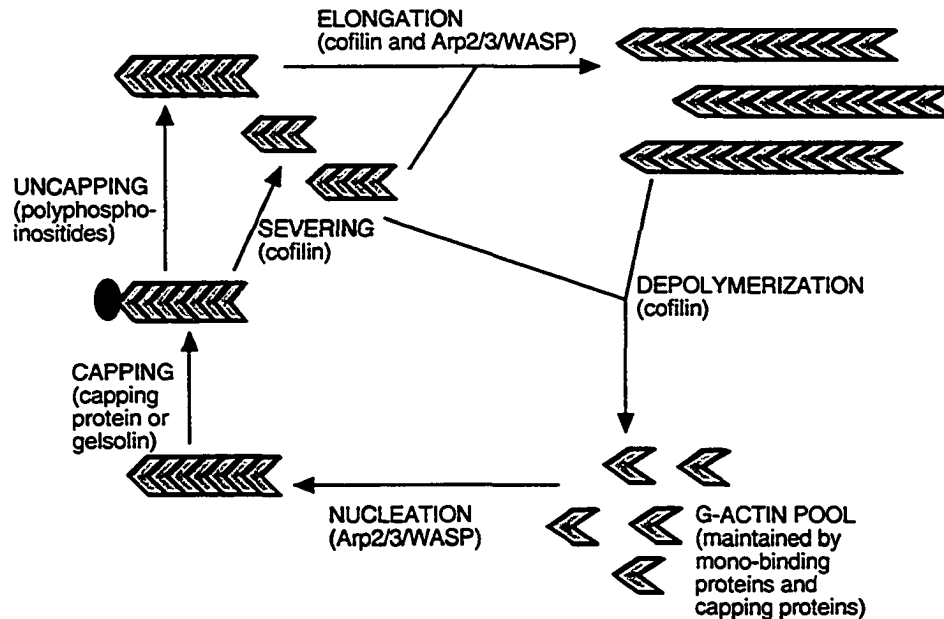 ELONGATION
(cofilin and Arp2/3/WASP)
UNCAPPING
(polyphospho-
inositides)
SEVERING
(cofilin)
DEPOLYMERIZATION
(cofilin)
CAPPING
(capping
protein or
gelsolin)
NUCLEATION
(Arp2/3/WASP)
G-ACTIN POOL
(maintained by
mono-binding
proteins and
capping proteins)